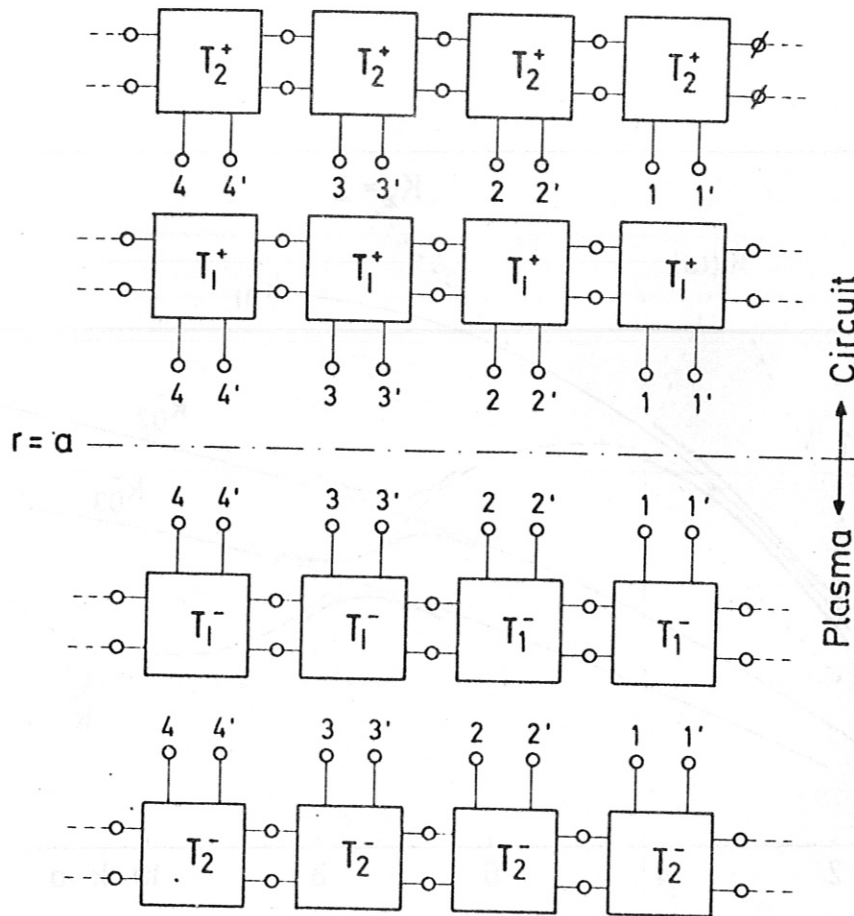 T₂⁺ T₂⁺ T₂⁺ T₂⁺
4 4' 3 3' 2 2' 1 1'
T₁⁺ T₁⁺ T₁⁺ T₁⁺
4 4' 3 3' 2 2' 1 1'
r = a
Plasma ↔ Circuit
4 4' 3 3' 2 2' 1 1'
T₁⁻ T₁⁻ T₁⁻ T₁⁻
4 4' 3 3' 2 2' 1 1'
T₂⁻ T₂⁻ T₂⁻ T₂⁻